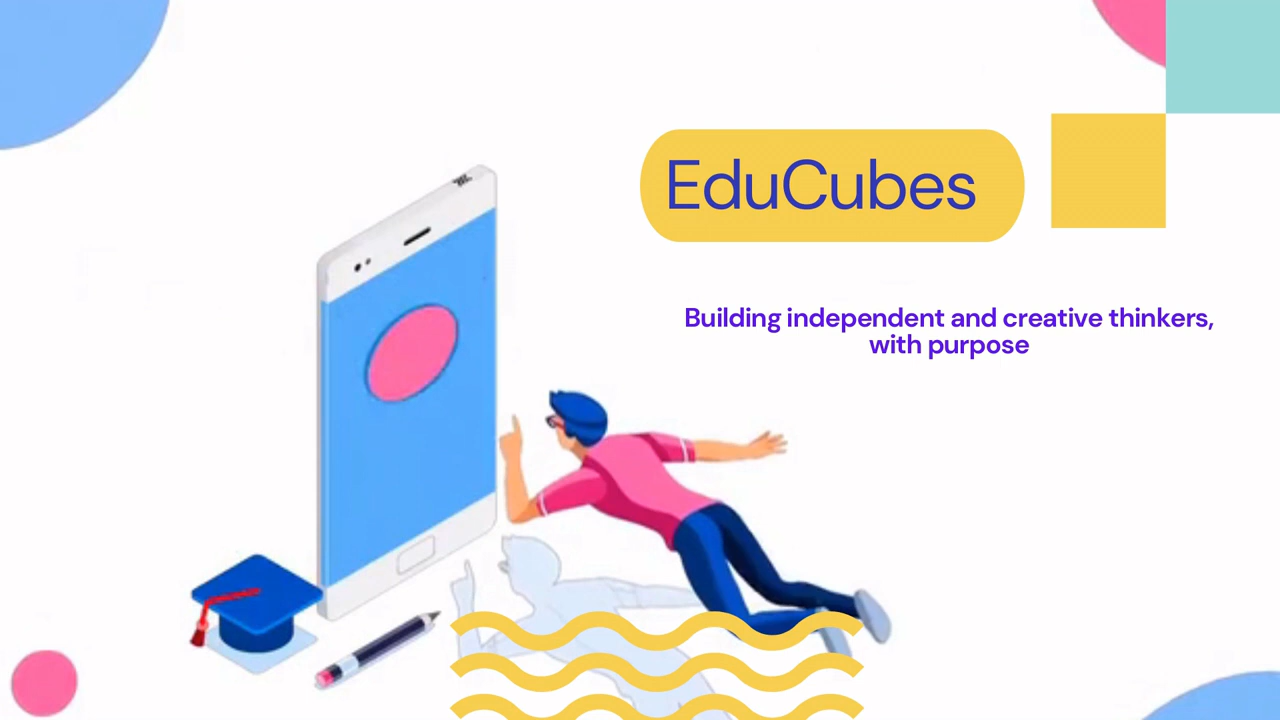 EduCubes
Building independent and creative thinkers,
with purpose